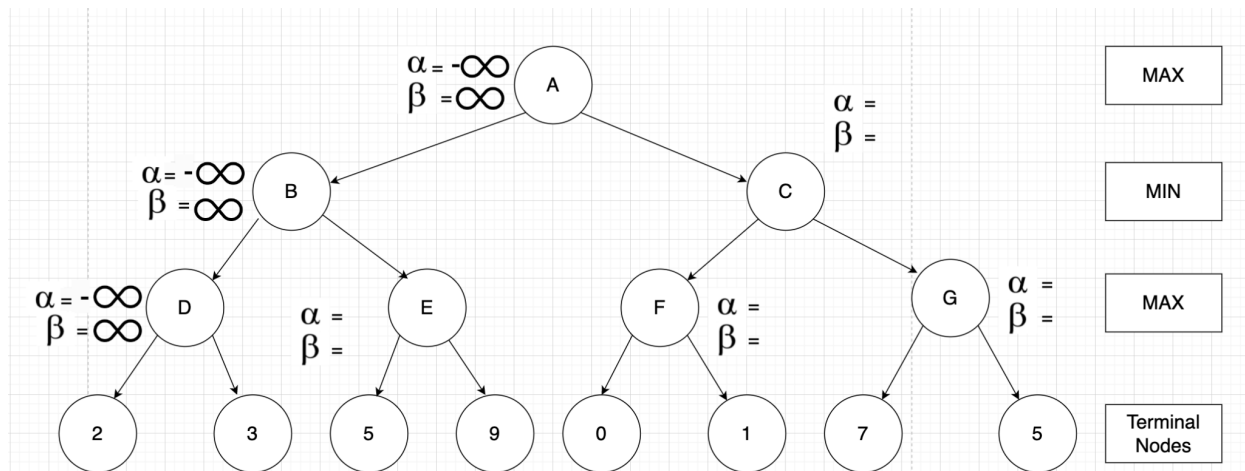 α = -∞
β = ∞
A
MAX
α =
β =
α = -∞
β = ∞
B
C
MIN
α = -∞
β = ∞
D
α =
β =
E
F
α =
β =
G
α =
β =
MAX
2
3
5
9
0
1
7
5
Terminal
Nodes